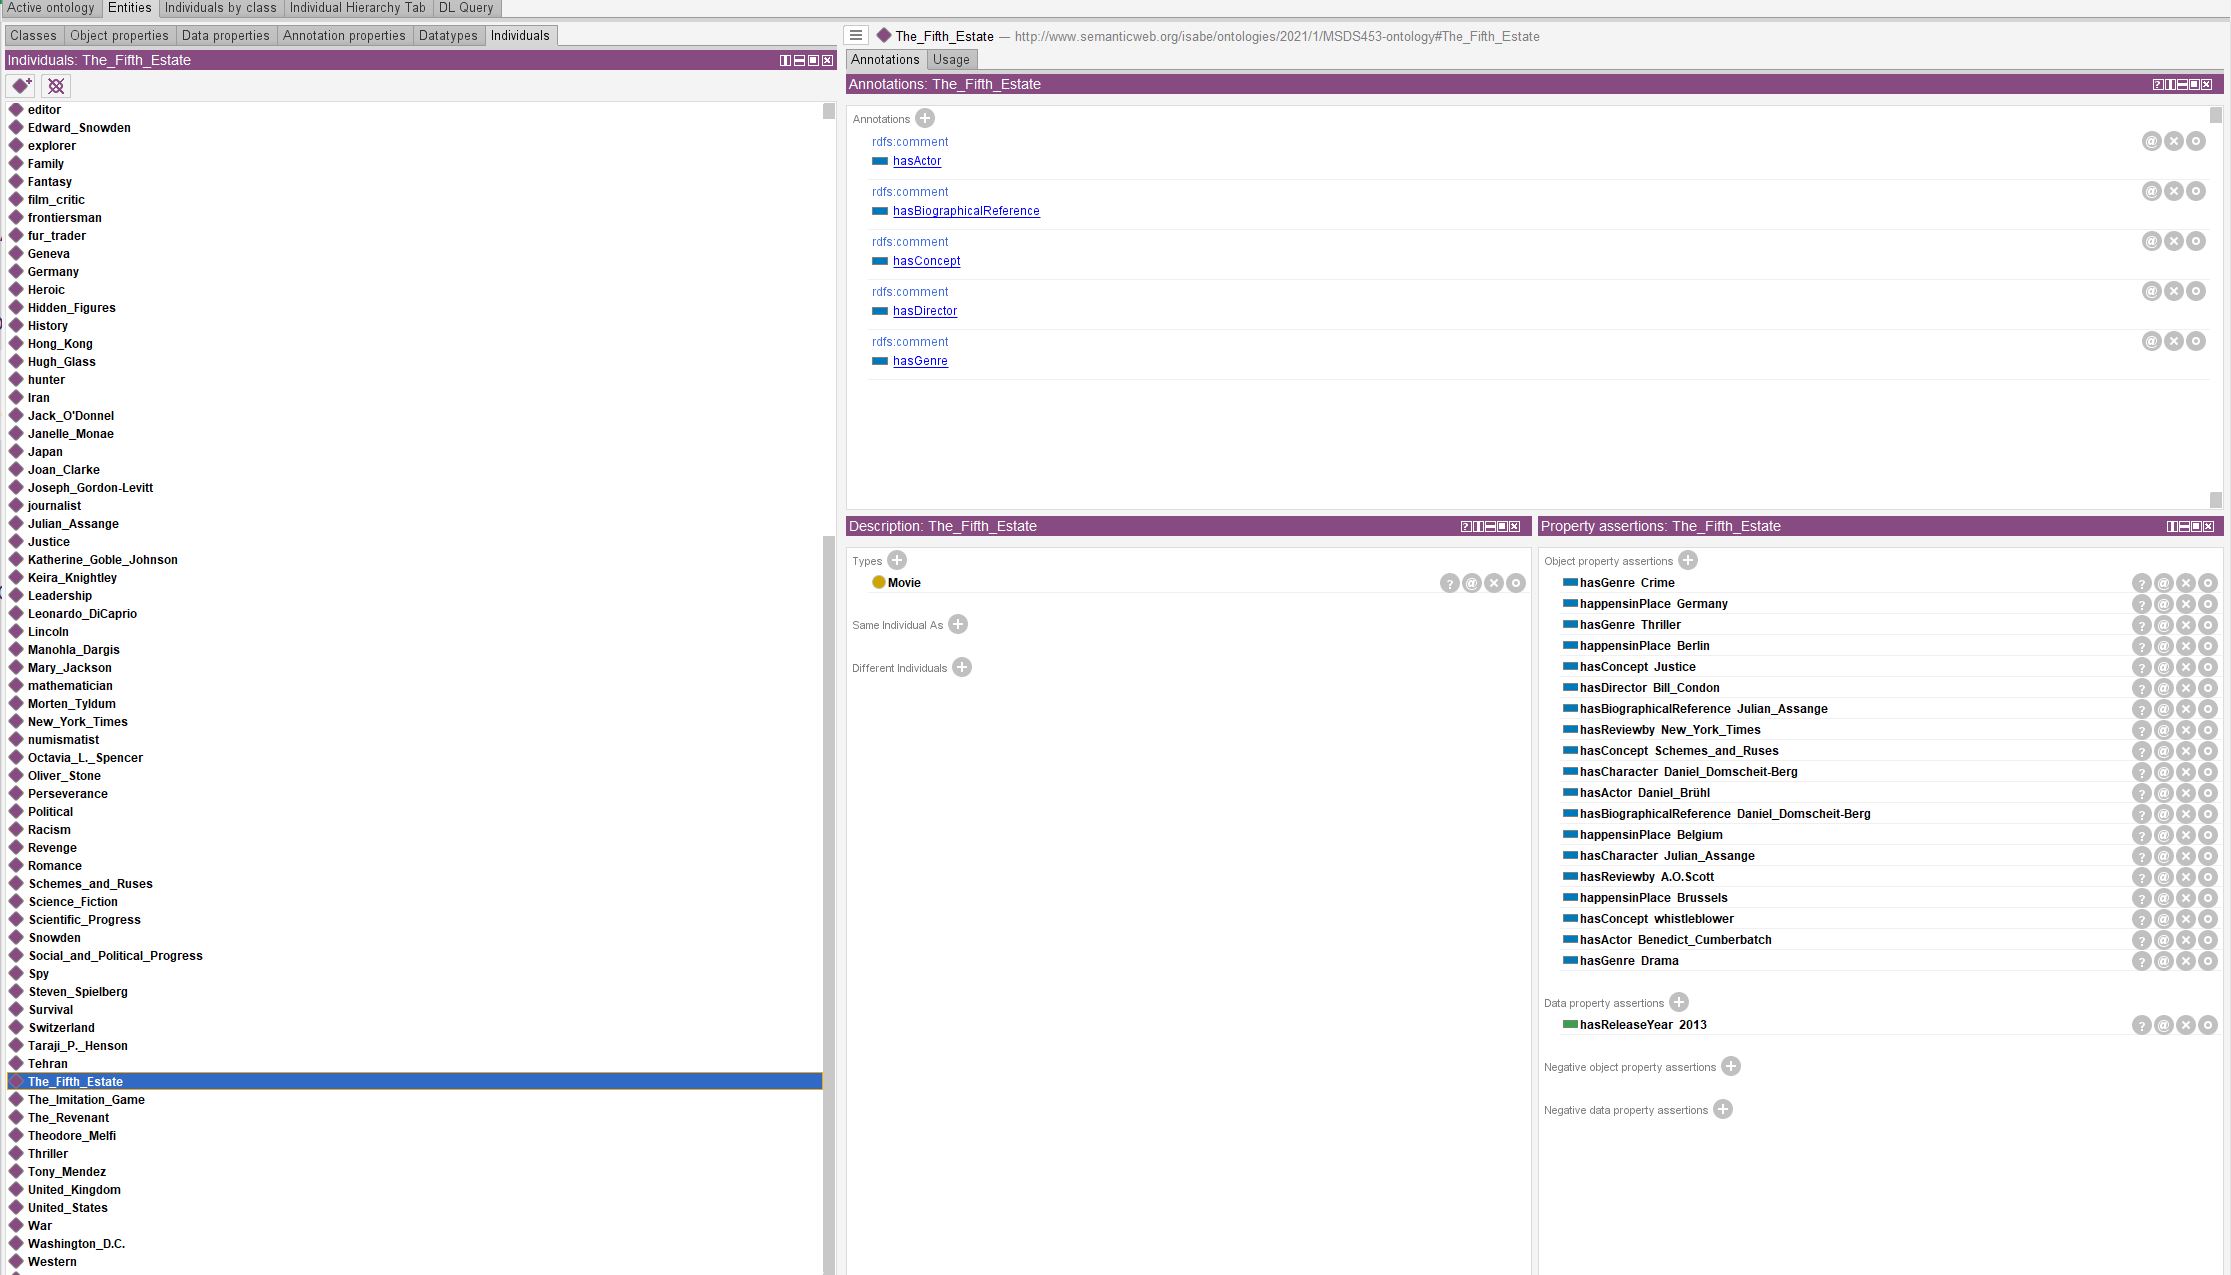 Active ontology Entities Individuals by class Individual Hierarchy Tab DL Query
Classes Object properties Data properties Annotation properties Datatypes Individuals
Individuals: The_Fifth_Estate
editor
Edward_Snowden
explorer
Family
Fantasy
film_critic
frontiersman
fur_trader
Geneva
Germany
Heroic
Hidden_Figures
History
Hong_Kong
Hugh_Glass
hunter
Iran
Jack_O'Donnel
Janelle_Monae
Japan
Joan_Clarke
Joseph_Gordon-Levitt
journalist
Julian_Assange
Justice
Katherine_Goble_Johnson
Keira_Knightley
Leadership
Leonardo_DiCaprio
Lincoln
Manohla_Dargis
Mary_Jackson
mathematician
Morten_Tyldum
New_York_Times
numismatist
Octavia_L._Spencer
Oliver_Stone
Perseverance
Political
Racism
Revenge
Romance
Schemes_and_Ruses
Science_Fiction
Scientific_Progress
Snowden
Social_and_Political_Progress
Spy
Steven_Spielberg
Survival
Switzerland
Taraji_P._Henson
Tehran
The_Fifth_Estate
The_Imitation_Game
The_Revenant
Theodore_Melfi
Thriller
Tony_Mendez
United_Kingdom
United_States
War
Washington_D.C.
Western
The_Fifth_Estate — http://www.semanticweb.org/isabe/ontologies/2021/1/MSDS453-ontology#The_Fifth_Estate
Annotations Usage
Annotations: The_Fifth_Estate
Annotations
rdfs:comment
hasActor
rdfs:comment
hasBiographicalReference
rdfs:comment
hasConcept
rdfs:comment
hasDirector
rdfs:comment
hasGenre
Description: The_Fifth_Estate
Types
Movie
Same Individual As
Different Individuals
Property assertions: The_Fifth_Estate
Object property assertions
hasGenre Crime
happensinPlace Germany
hasGenre Thriller
happensinPlace Berlin
hasConcept Justice
hasDirector Bill_Condon
hasBiographicalReference Julian_Assange
hasReviewby New_York_Times
hasConcept Schemes_and_Ruses
hasCharacter Daniel_Domscheit-Berg
hasActor Daniel_Brühl
hasBiographicalReference Daniel_Domscheit-Berg
happensinPlace Belgium
hasCharacter Julian_Assange
hasReviewby A.O.Scott
happensinPlace Brussels
hasConcept whistleblower
hasActor Benedict_Cumberbatch
hasGenre Drama
Data property assertions
hasReleaseYear 2013
Negative object property assertions
Negative data property assertions